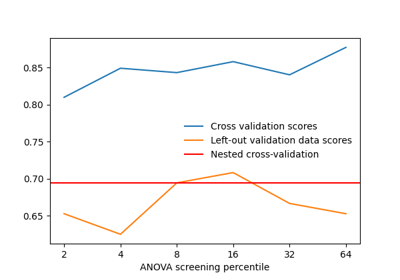 0.85
0.80
0.75
0.70
0.65
Cross validation scores
Left-out validation data scores
Nested cross-validation
2 4 8 16 32 64
ANOVA screening percentile